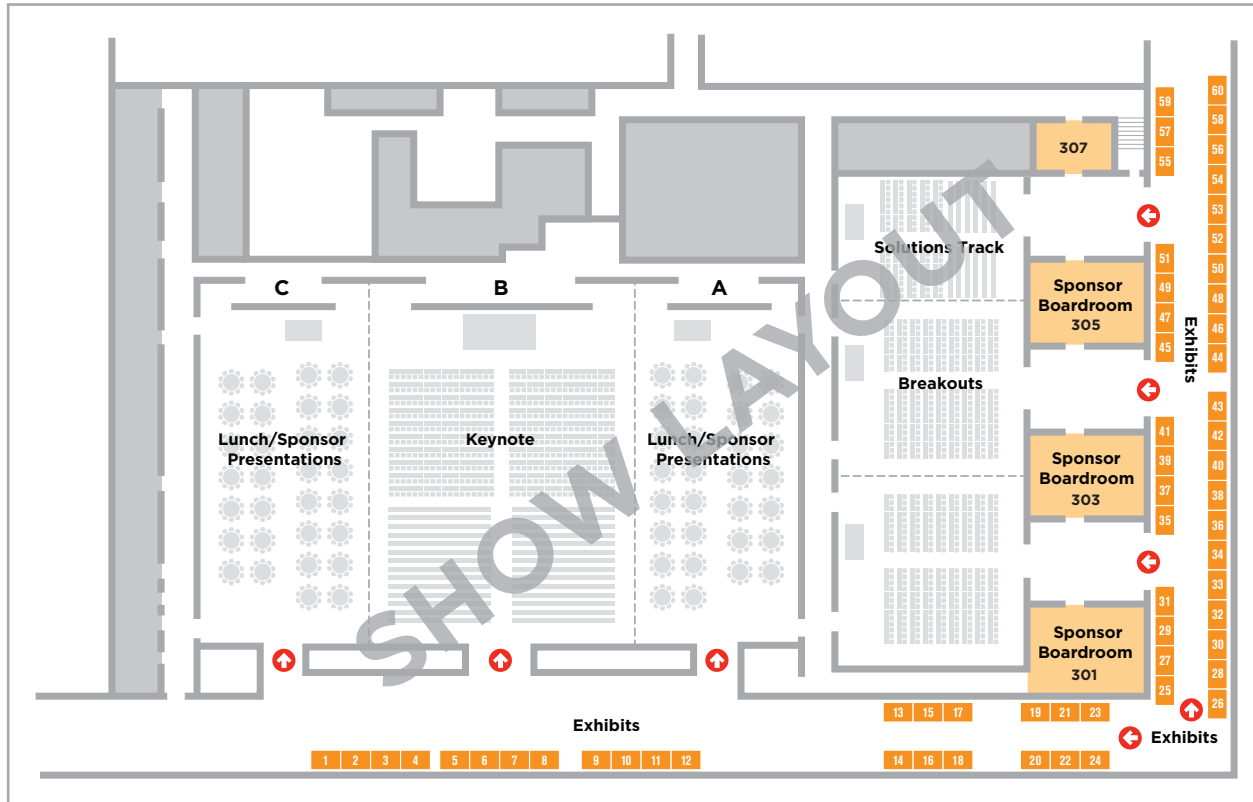 60
59
58
57
56
307
55
54
53
52
Solutions Track
51
50
C
B
A
49
Sponsor
Boardroom
305
48
47
46
45
44
Exhibits
Breakouts
43
42
41
Lunch/Sponsor
Presentations
Keynote
Lunch/Sponsor
Presentations
40
39
Sponsor
Boardroom
303
38
37
36
35
34
33
32
31
30
29
Sponsor
Boardroom
301
28
27
26
25
SHOW LAYOUT
13 15 17
19 21 23
Exhibits
Exhibits
1 2 3 4
5 6 7 8
9 10 11 12
14 16 18
20 22 24